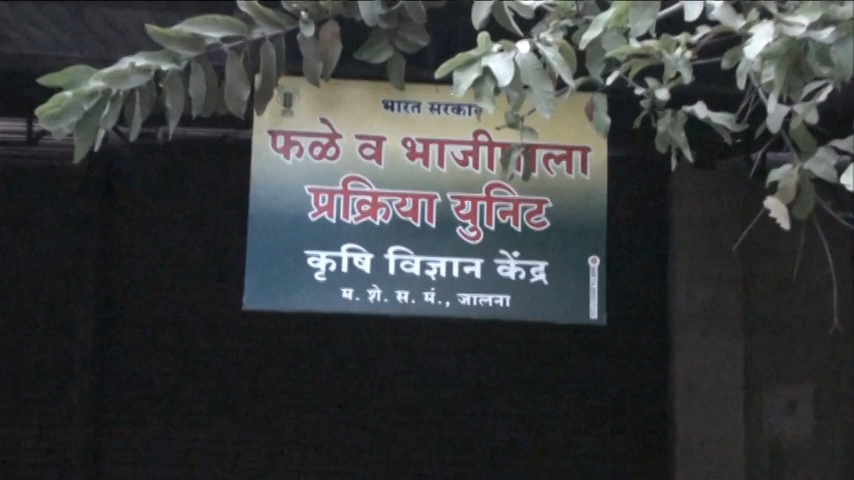 भारत सरकार
फळे व भाजीपाला
प्रक्रिया युनिट
कृषि विज्ञान केंद्र
म. शे. स. मं., जालना